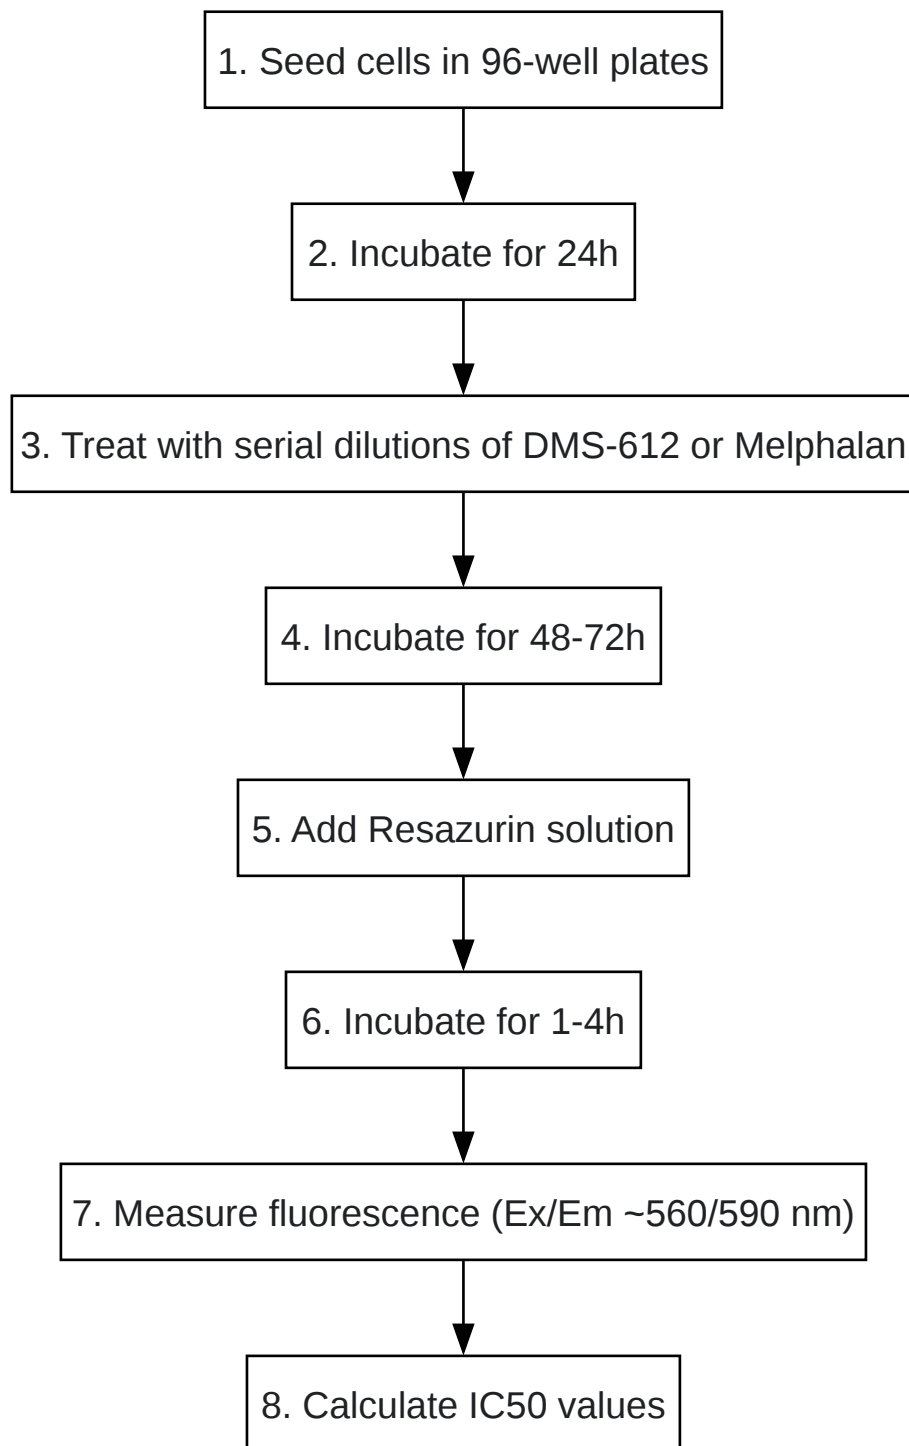 1. Seed cells in 96-well plates
2. Incubate for 24h
3. Treat with serial dilutions of DMS-612 or Melphalan
4. Incubate for 48-72h
5. Add Resazurin solution
6. Incubate for 1-4h
7. Measure fluorescence (Ex/Em ~560/590 nm)
8. Calculate IC50 values